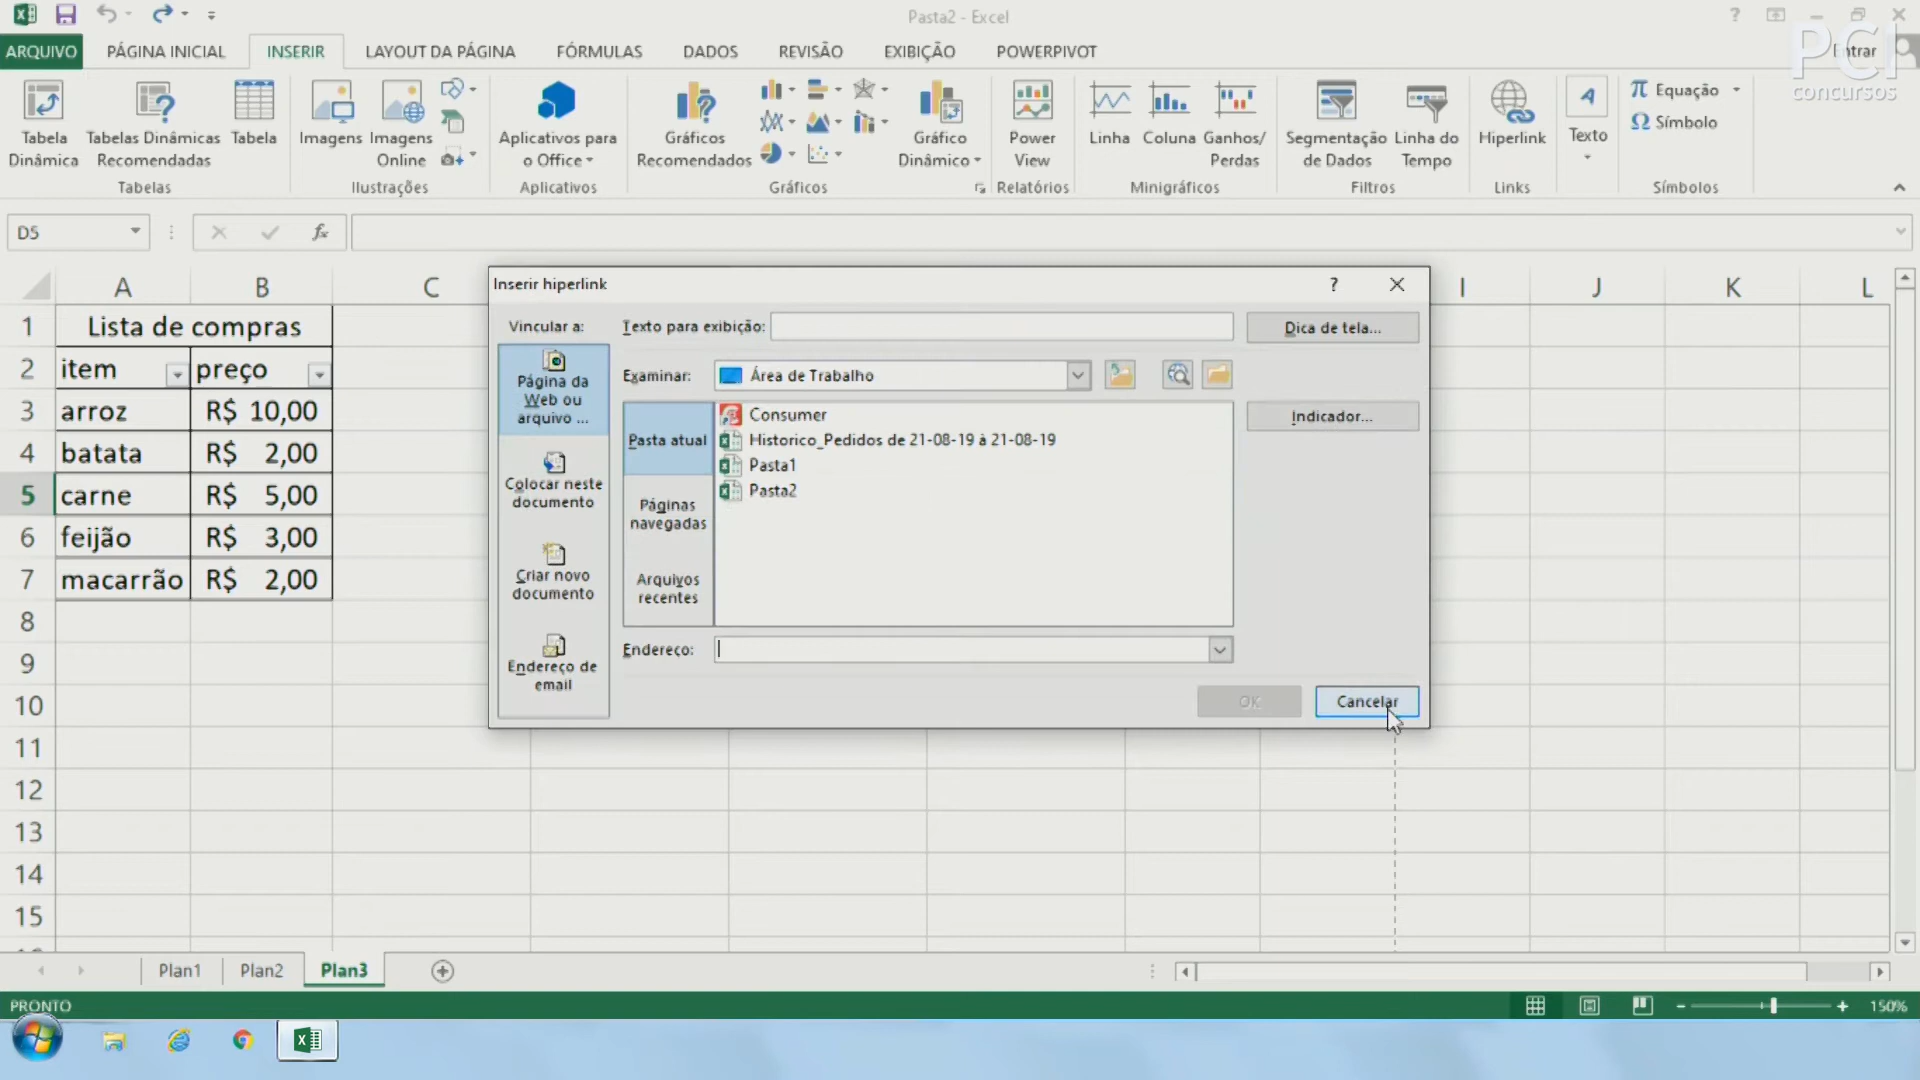 Pasta2 - Excel
?
PCI
concursos
ARQUIVO PÁGINA INICIAL INSERIR LAYOUT DA PÁGINA FÓRMULAS DADOS REVISÃO EXIBIÇÃO POWERPIVOT Entrar
Tabela
Dinâmica
Tabelas Dinâmicas
Recomendadas
Tabela
Tabelas
Imagens
Imagens
Online
Ilustrações
Aplicativos para
o Office
Aplicativos
Gráficos
Recomendados
Gráfico
Dinâmico
Gráficos
Power
View
Relatórios
Linha
Coluna
Ganhos/
Perdas
Minigráficos
Segmentação
de Dados
Linha do
Tempo
Filtros
Hiperlink
Links
A
Texto
π Equação
Ω Símbolo
Símbolos
D5
fx
A B C I J K L
1 Lista de compras
2 item preço
3 arroz R$ 10,00
4 batata R$ 2,00
5 carne R$ 5,00
6 feijão R$ 3,00
7 macarrão R$ 2,00
8
9
10
11
12
13
14
15
Inserir hiperlink ?
Vincular a:
Página da
Web ou
arquivo ...
Colocar neste
documento
Criar novo
documento
Endereço de
email
Texto para exibição:
Dica de tela...
Examinar: Área de Trabalho
Pasta atual
Páginas
navegadas
Arquivos
recentes
Consumer
Historico_Pedidos de 21-08-19 à 21-08-19
Pasta1
Pasta2
Indicador...
Endereço:
OK Cancelar
Plan1 Plan2 Plan3
PRONTO
150%